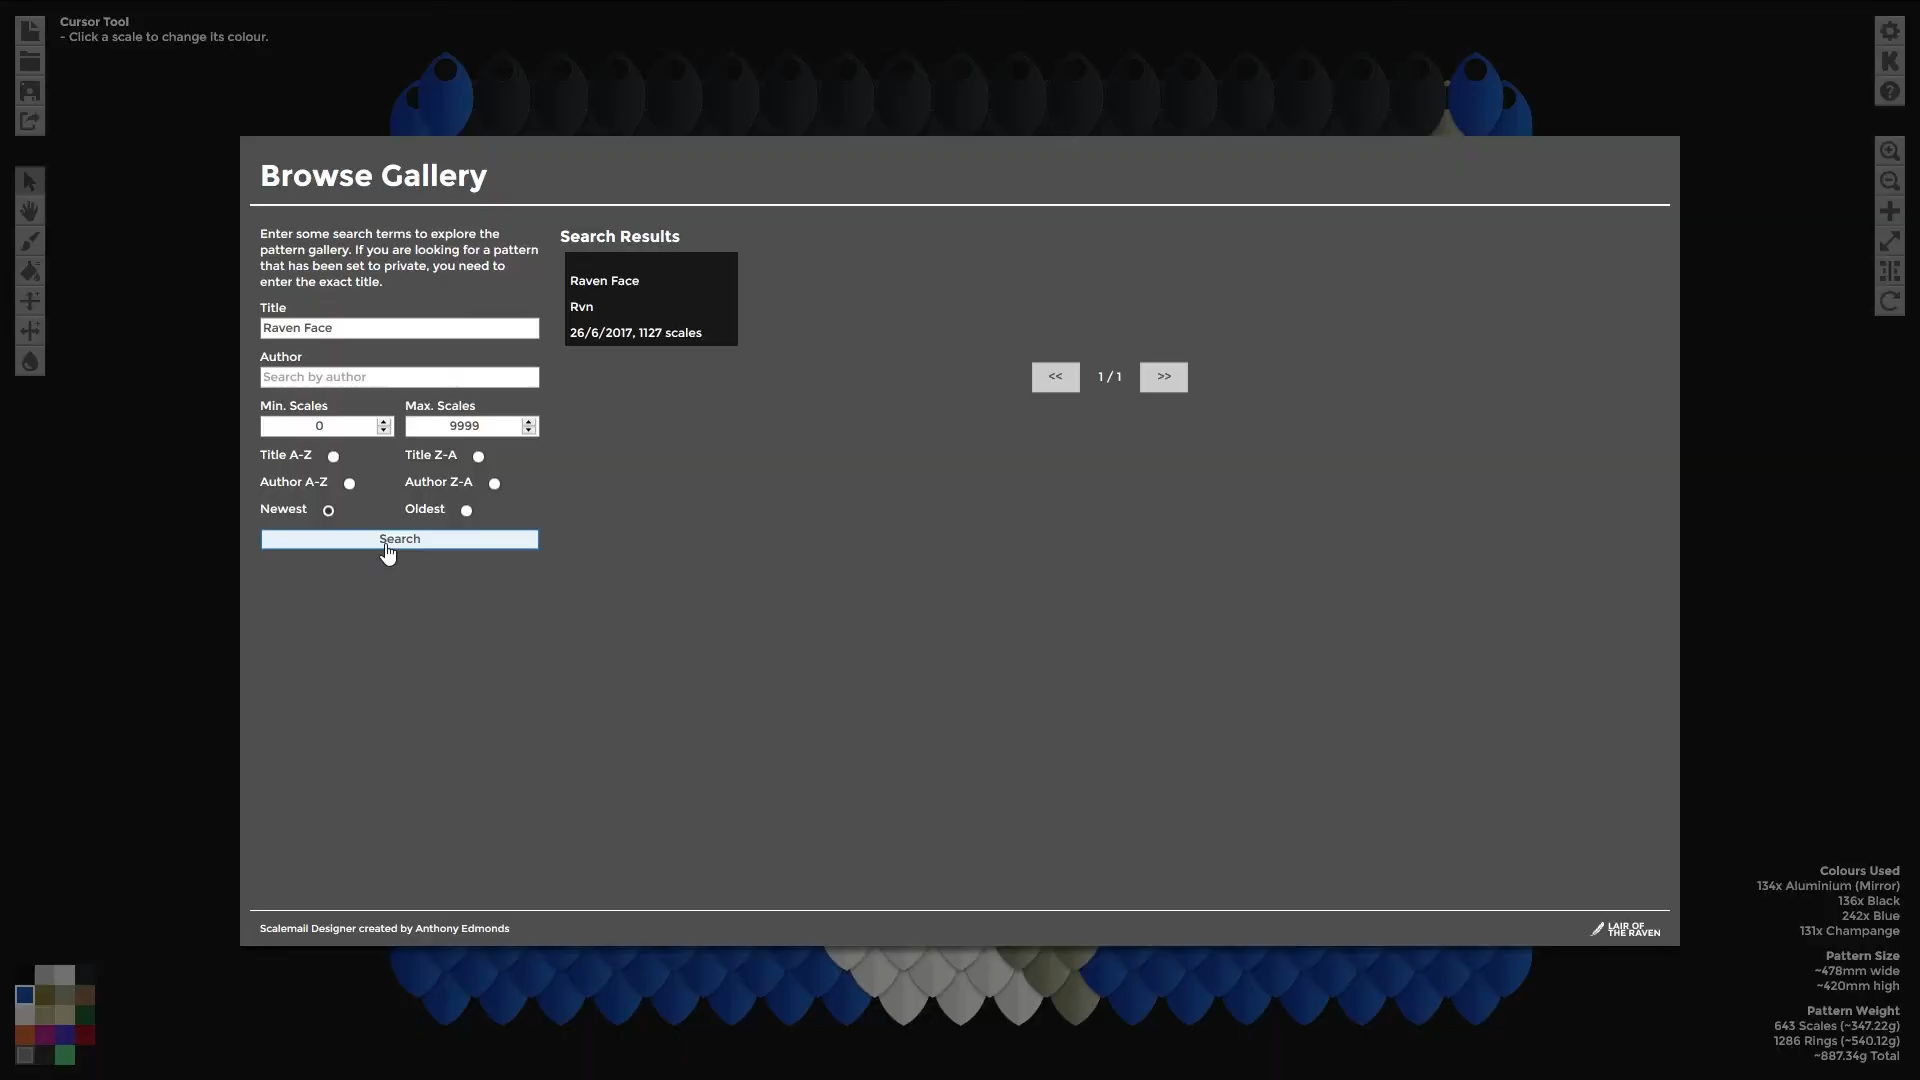 Cursor Tool
- Click a scale to change its colour.
Browse Gallery
Enter some search terms to explore the
pattern gallery. If you are looking for a pattern
that has been set to private, you need to
enter the exact title.
Title
Raven Face
Author
Search by author
Min. Scales
Max. Scales
0
9999
Title A-Z
Title Z-A
Author A-Z
Author Z-A
Newest
Oldest
Search
Search Results
Raven Face
Rvn
26/6/2017, 1127 scales
<<
1 / 1
>>
Scalemail Designer created by Anthony Edmonds
LAIR OF
THE RAVEN
Colours Used
134x Aluminium (Mirror)
136x Black
242x Blue
131x Champange
Pattern Size
~478mm wide
~420mm high
Pattern Weight
643 Scales (~347.22g)
1286 Rings (~540.12g)
~887.34g Total